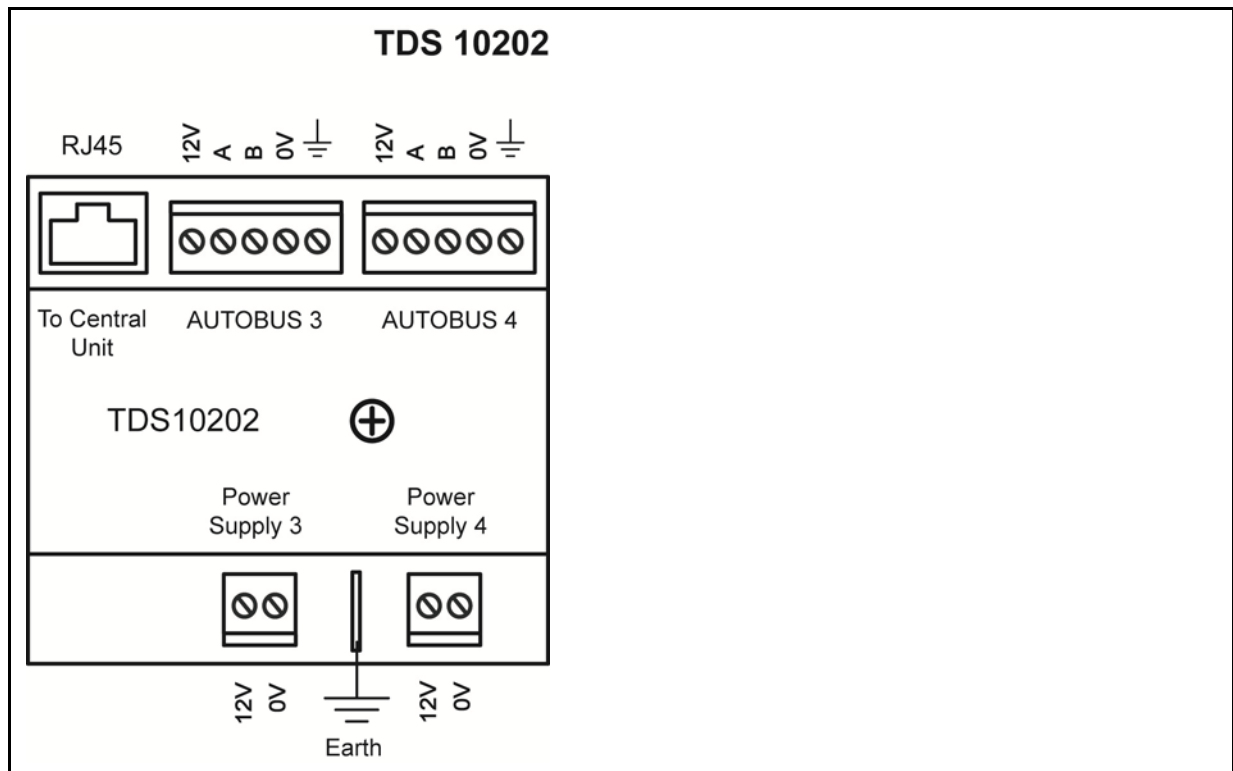 TDS 10202
RJ45
12V A B 0V
12V A B 0V
To Central
Unit
AUTOBUS 3
AUTOBUS 4
TDS10202
Power
Supply 3
Power
Supply 4
12V 0V
12V 0V
Earth